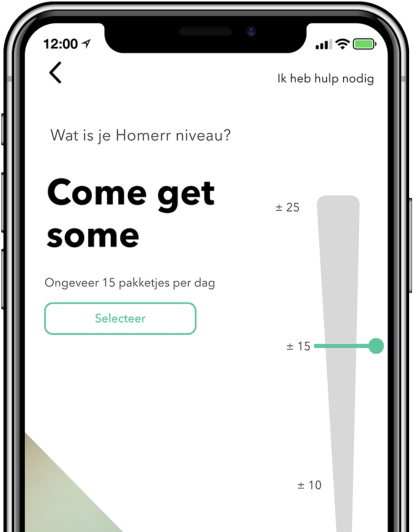 12:00
Ik heb hulp nodig
Wat is je Homerr niveau?
Come get
some
± 25
Ongeveer 15 pakketjes per dag
Selecteer
± 15
± 10